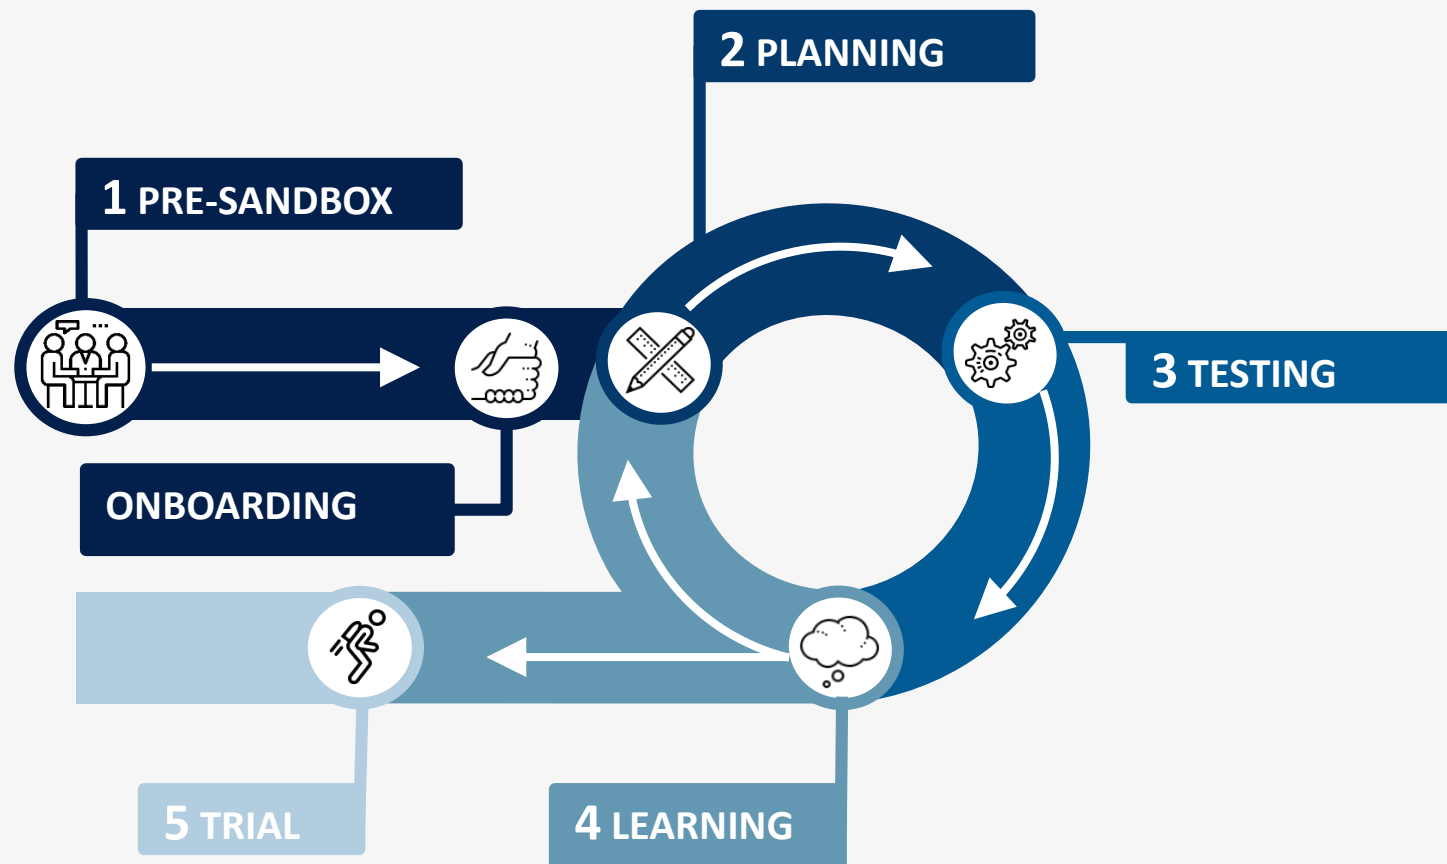 2 PLANNING
1 PRE-SANDBOX
3 TESTING
ONBOARDING
5 TRIAL
4 LEARNING